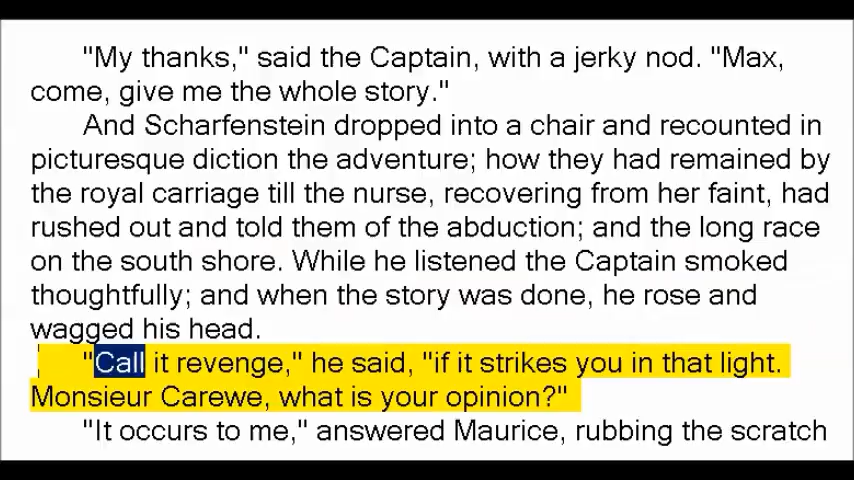 "My thanks," said the Captain, with a jerky nod. "Max,
come, give me the whole story."
And Scharfenstein dropped into a chair and recounted in
picturesque diction the adventure; how they had remained by
the royal carriage till the nurse, recovering from her faint, had
rushed out and told them of the abduction; and the long race
on the south shore. While he listened the Captain smoked
thoughtfully; and when the story was done, he rose and
wagged his head.
"Call it revenge," he said, "if it strikes you in that light.
Monsieur Carewe, what is your opinion?"
"It occurs to me," answered Maurice, rubbing the scratch